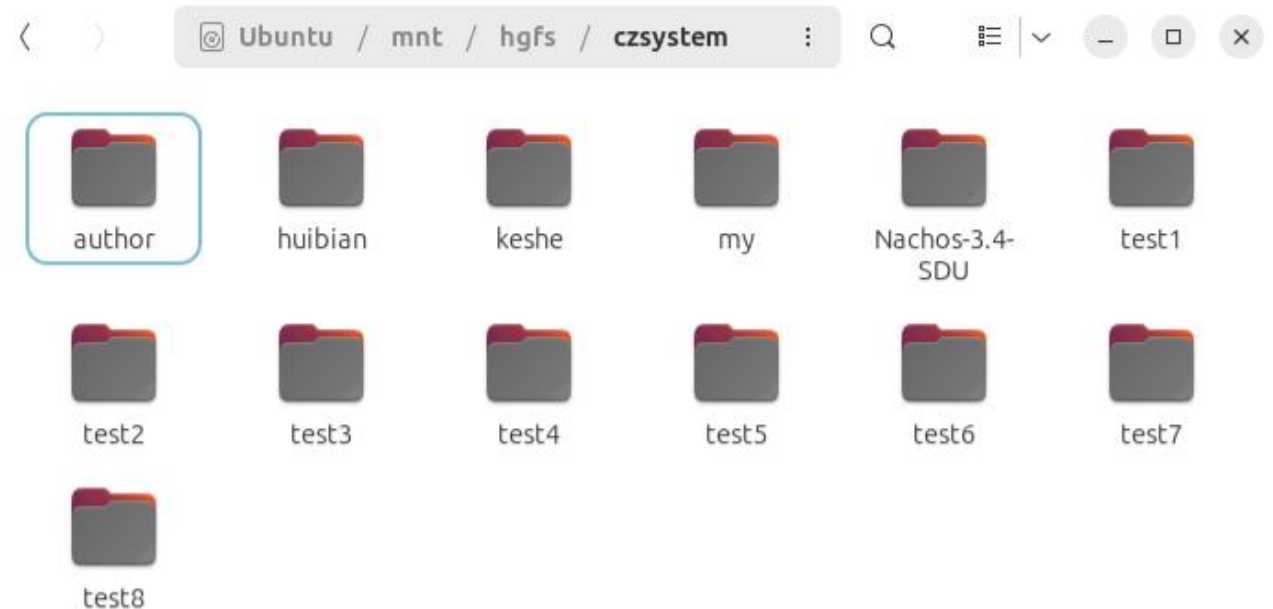 Ubuntu / mnt / hgfs / czsystem
author huibian keshe my Nachos-3.4-SDU test1
test2 test3 test4 test5 test6 test7
test8